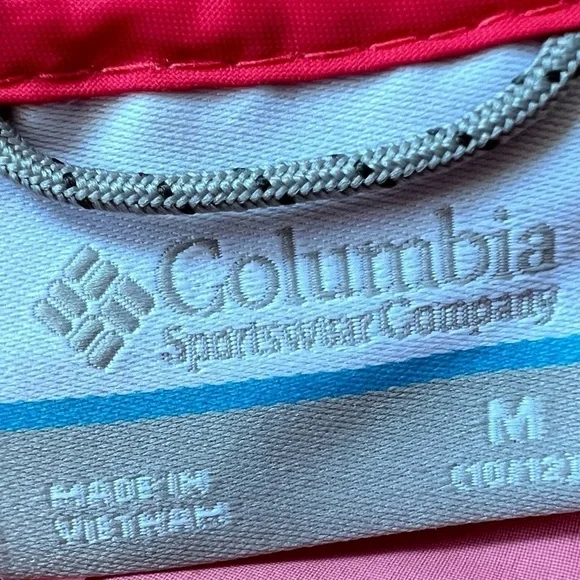 Columbia
Sportswear Company
M
(10/12)
MADE IN
VIETNAM